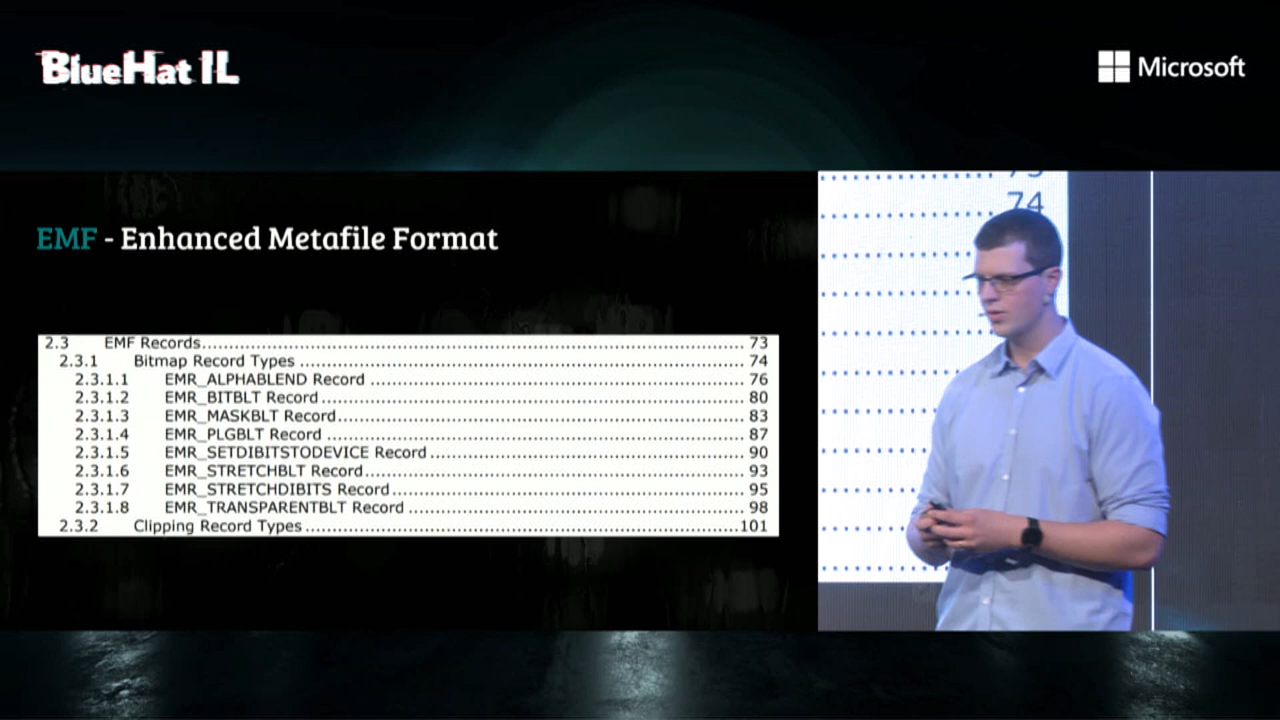 BlueHat IL
Microsoft
EMF - Enhanced Metafile Format
2.3 EMF Records........ 73
2.3.1 Bitmap Record Types ........ 74
2.3.1.1 EMR_ALPHABLEND Record ........ 76
2.3.1.2 EMR_BITBLT Record ........ 80
2.3.1.3 EMR_MASKBLT Record........ 83
2.3.1.4 EMR_PLGBLT Record ........ 87
2.3.1.5 EMR_SETDIBITSTODEVICE Record ........ 90
2.3.1.6 EMR_STRETCHBLT Record........ 93
2.3.1.7 EMR_STRETCHDIBITS Record ........ 95
2.3.1.8 EMR_TRANSPARENTBLT Record ........ 98
2.3.2 Clipping Record Types ........ 101
74